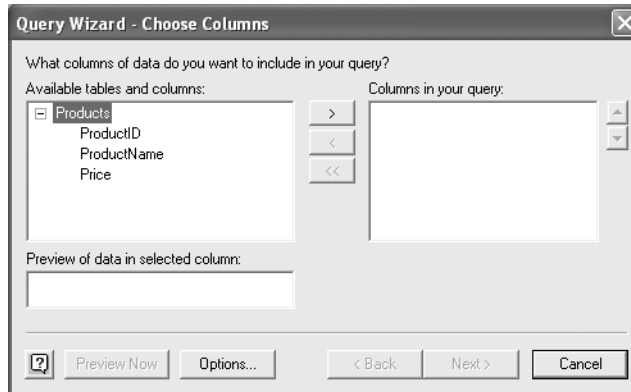 Query Wizard - Choose Columns
What columns of data do you want to include in your query?
Available tables and columns:
Columns in your query:
Products
ProductID
ProductName
Price
>
<
<<
Preview of data in selected column:
?
Preview Now
Options...
< Back
Next >
Cancel